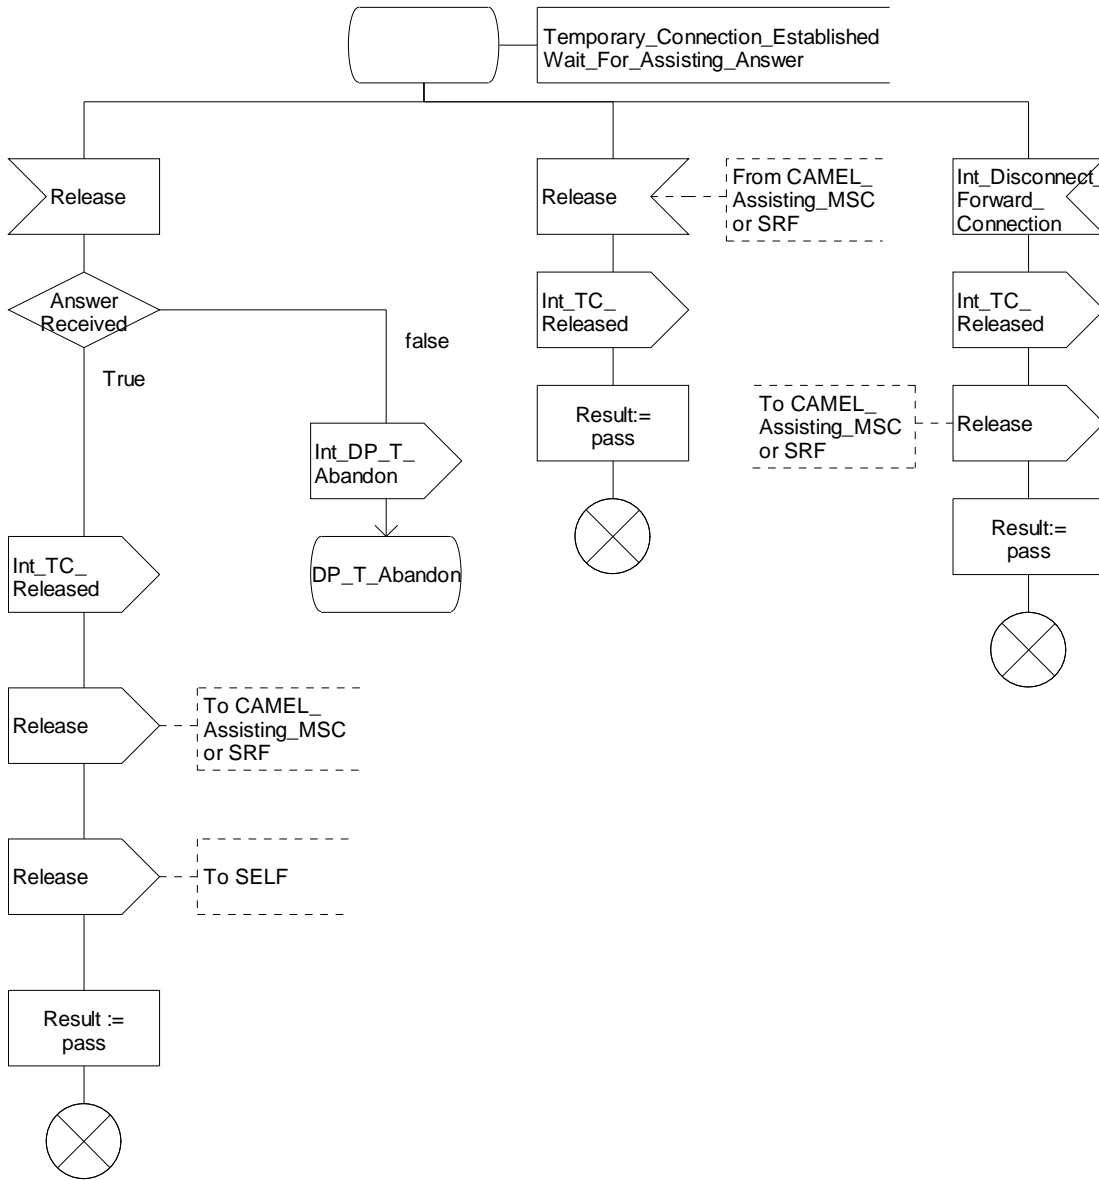 Temporary_Connection_Established
Wait_For_Assisting_Answer
Release
Release
From CAMEL_
Assisting_MSC
or SRF
Int_Disconnect_
Forward_
Connection
Answer
Received
false
True
Int_TC_
Released
Int_TC_
Released
Result:=
pass
To CAMEL_
Assisting_MSC
or SRF
Release
Int_DP_T_
Abandon
Result:=
pass
DP_T_Abandon
Int_TC_
Released
Release
To CAMEL_
Assisting_MSC
or SRF
Release
To SELF
Result :=
pass